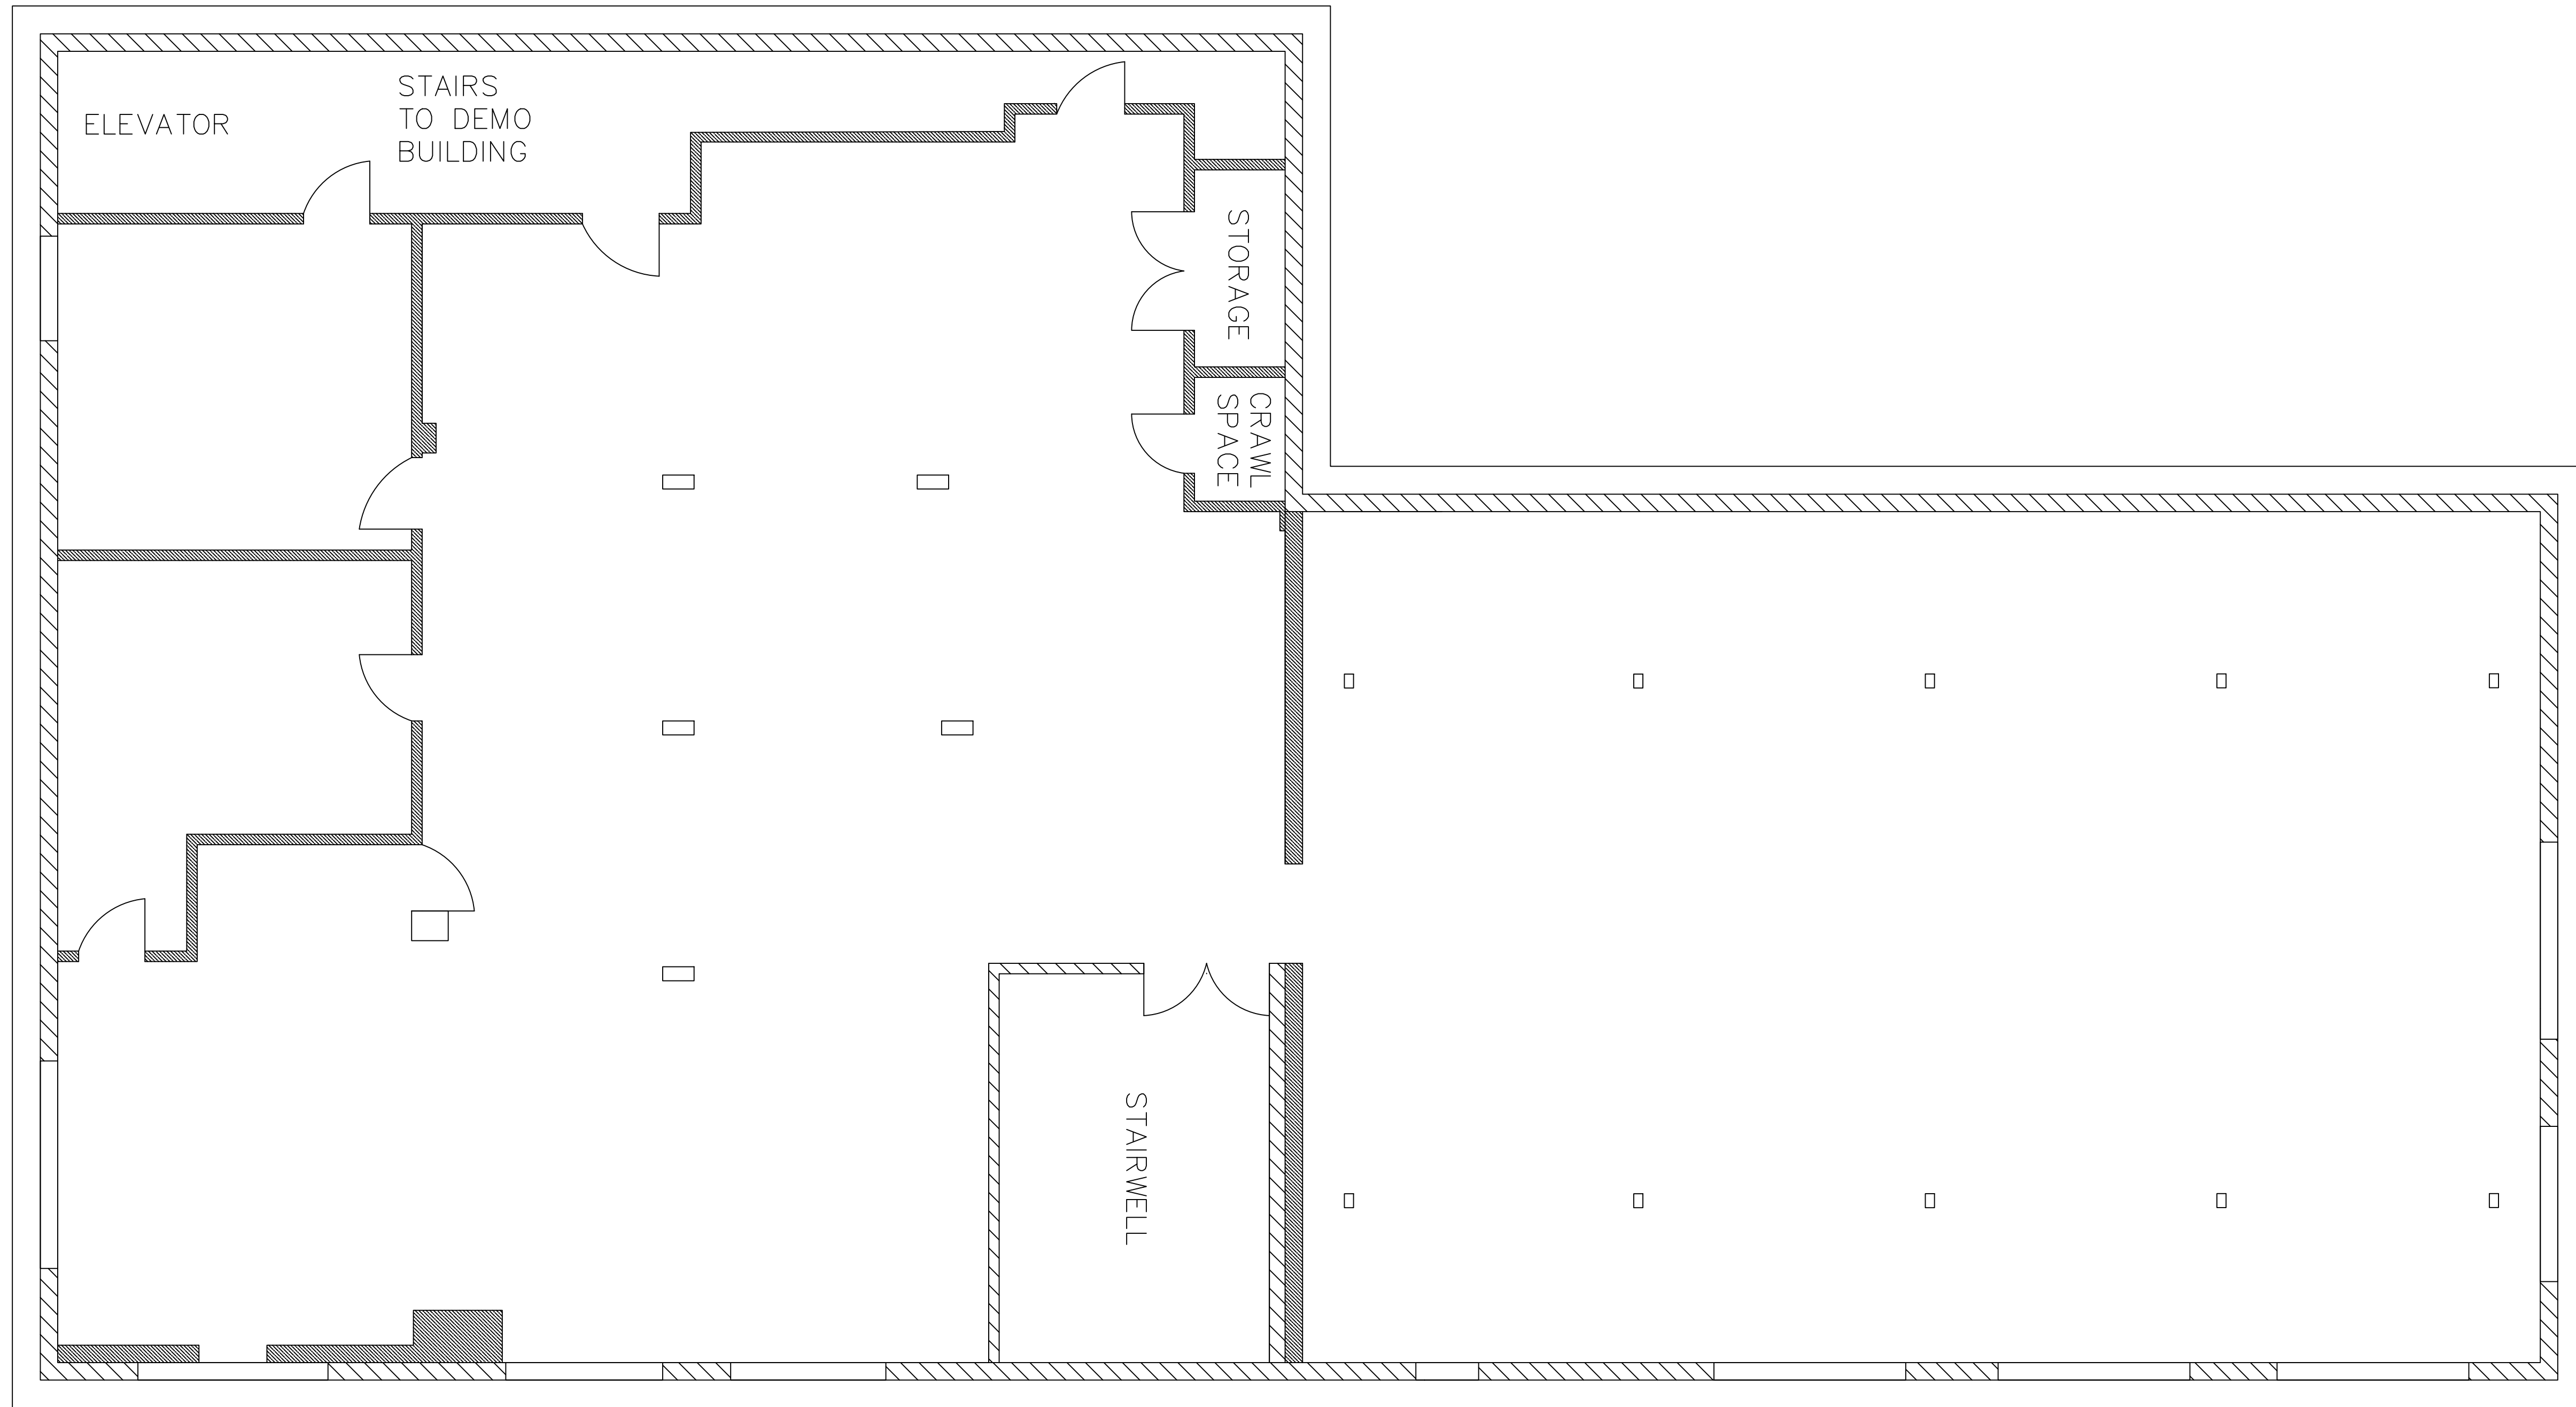 STAIRS
TO DEMO
BUILDING
ELEVATOR
STORAGE
CRAWL
SPACE
STAIRWELL